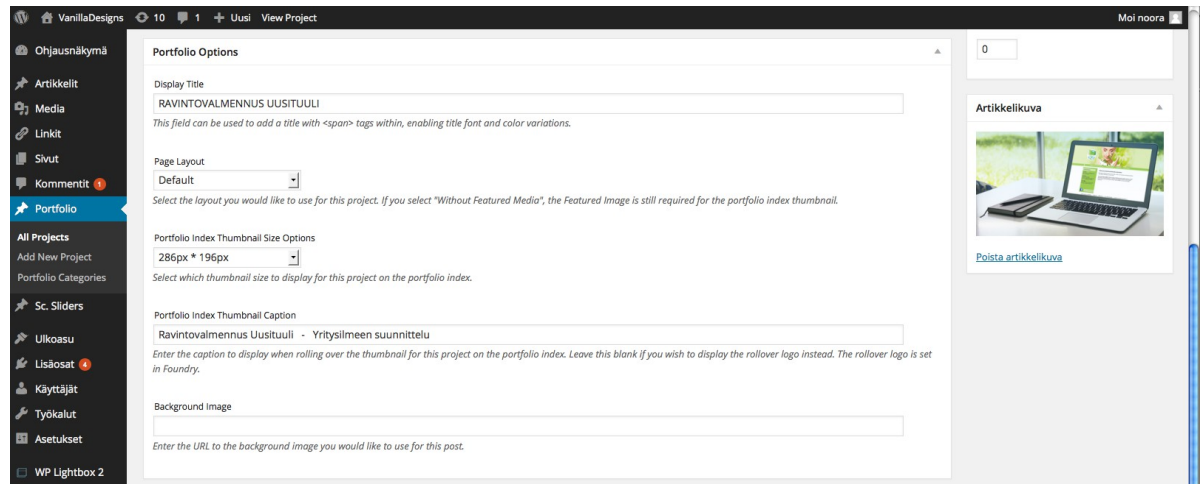 VanillaDesigns 10 1 + Uusi View Project Moi noora
Ohjausnäkymä
Artikkelit
Media
Linkit
Sivut
Kommentit 1
Portfolio
All Projects
Add New Project
Portfolio Categories
Sc. Sliders
Ulkoasu
Lisäosat 4
Käyttäjät
Työkalut
Asetukset
WP Lightbox 2
Portfolio Options
Display Title
RAVINTOVALMENNUS UUSITUULI
This field can be used to add a title with <span> tags within, enabling title font and color variations.
Page Layout
Default
Select the layout you would like to use for this project. If you select "Without Featured Media", the Featured Image is still required for the portfolio index thumbnail.
Portfolio Index Thumbnail Size Options
286px * 196px
Select which thumbnail size to display for this project on the portfolio index.
Portfolio Index Thumbnail Caption
Ravintovalmennus Uusituuli - Yritysilmeen suunnittelu
Enter the caption to display when rolling over the thumbnail for this project on the portfolio index. Leave this blank if you wish to display the rollover logo instead. The rollover logo is set
in Foundry.
Background Image
Enter the URL to the background image you would like to use for this post.
0
Artikkelikuva
Poista artikkelikuva